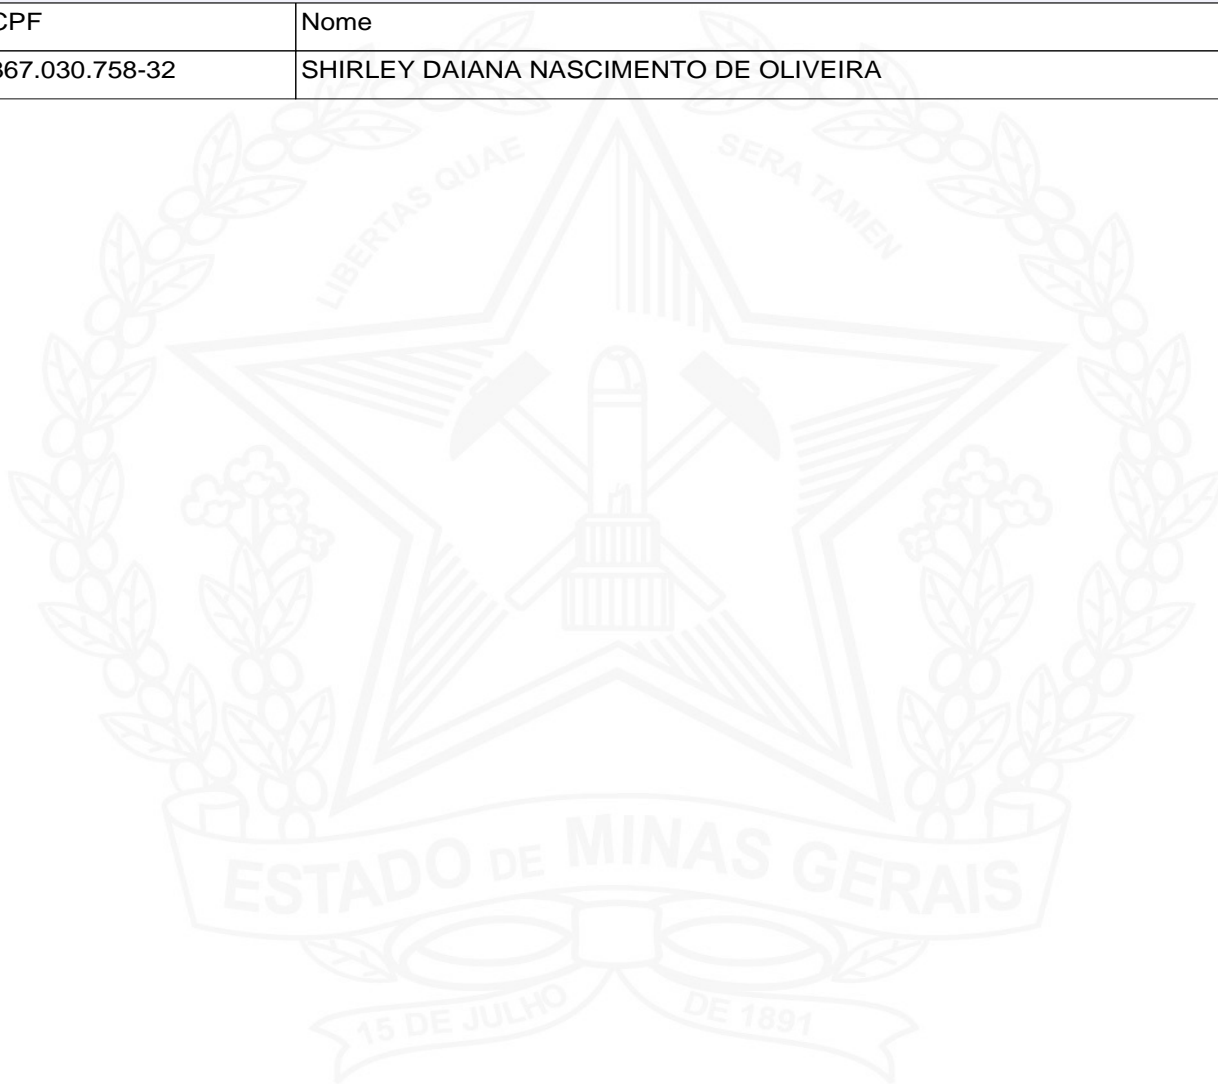 CPF Nome
367.030.758-32 SHIRLEY DAIANA NASCIMENTO DE OLIVEIRA
LIBERTAS QUAE SERA TAMEN
ESTADO DE MINAS GERAIS
15 DE JULHO DE 1891